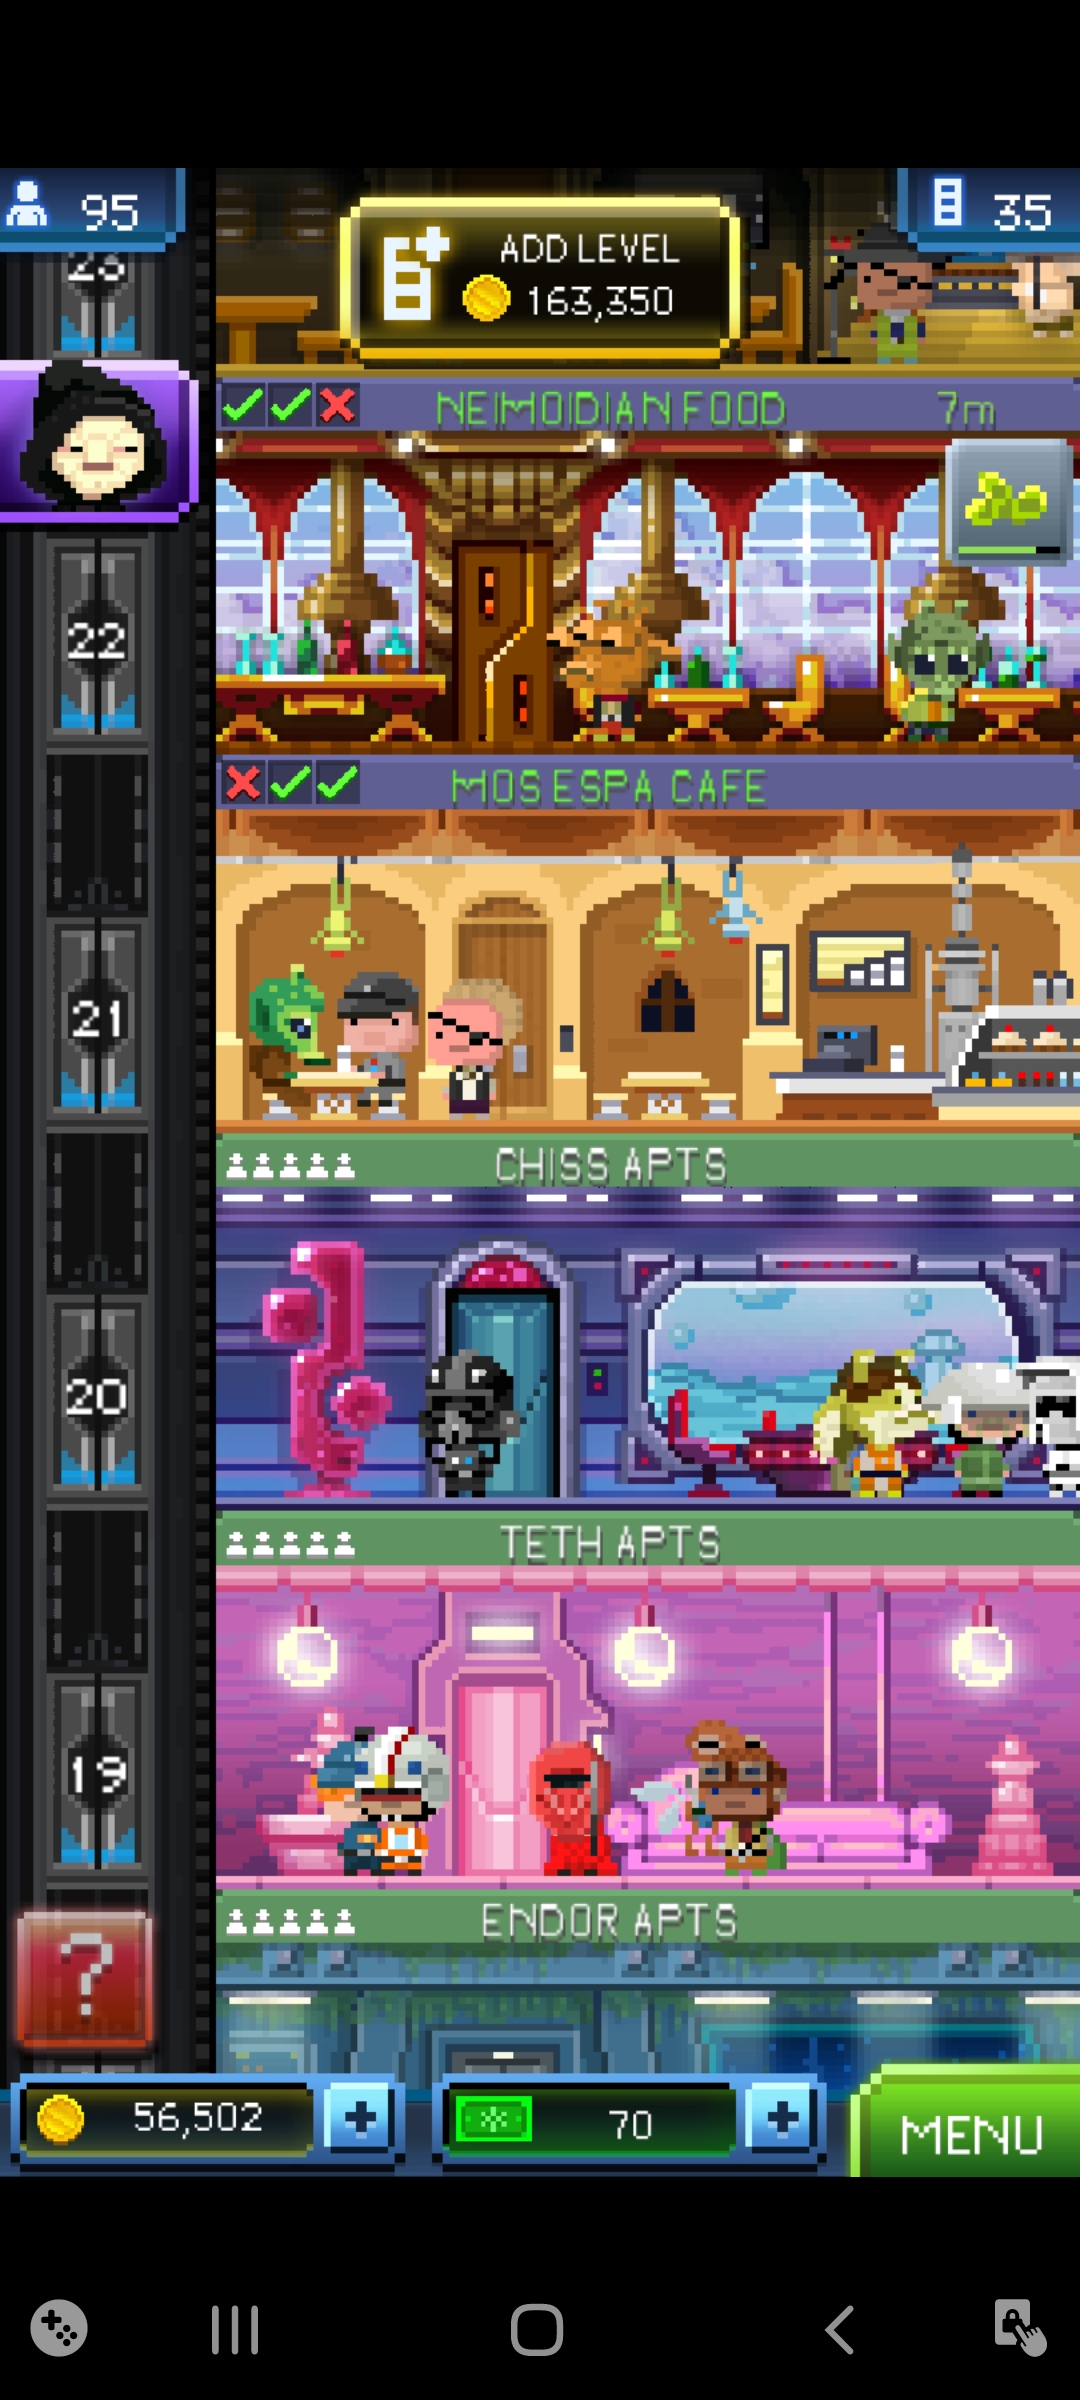 95
ADD LEVEL
163,350
35
23
NEIMOIDIAN FOOD 7m
22
MOS ESPA CAFE
21
CHISS APTS
20
TETH APTS
19
ENDOR APTS
?
56,502 + 70 + MENU